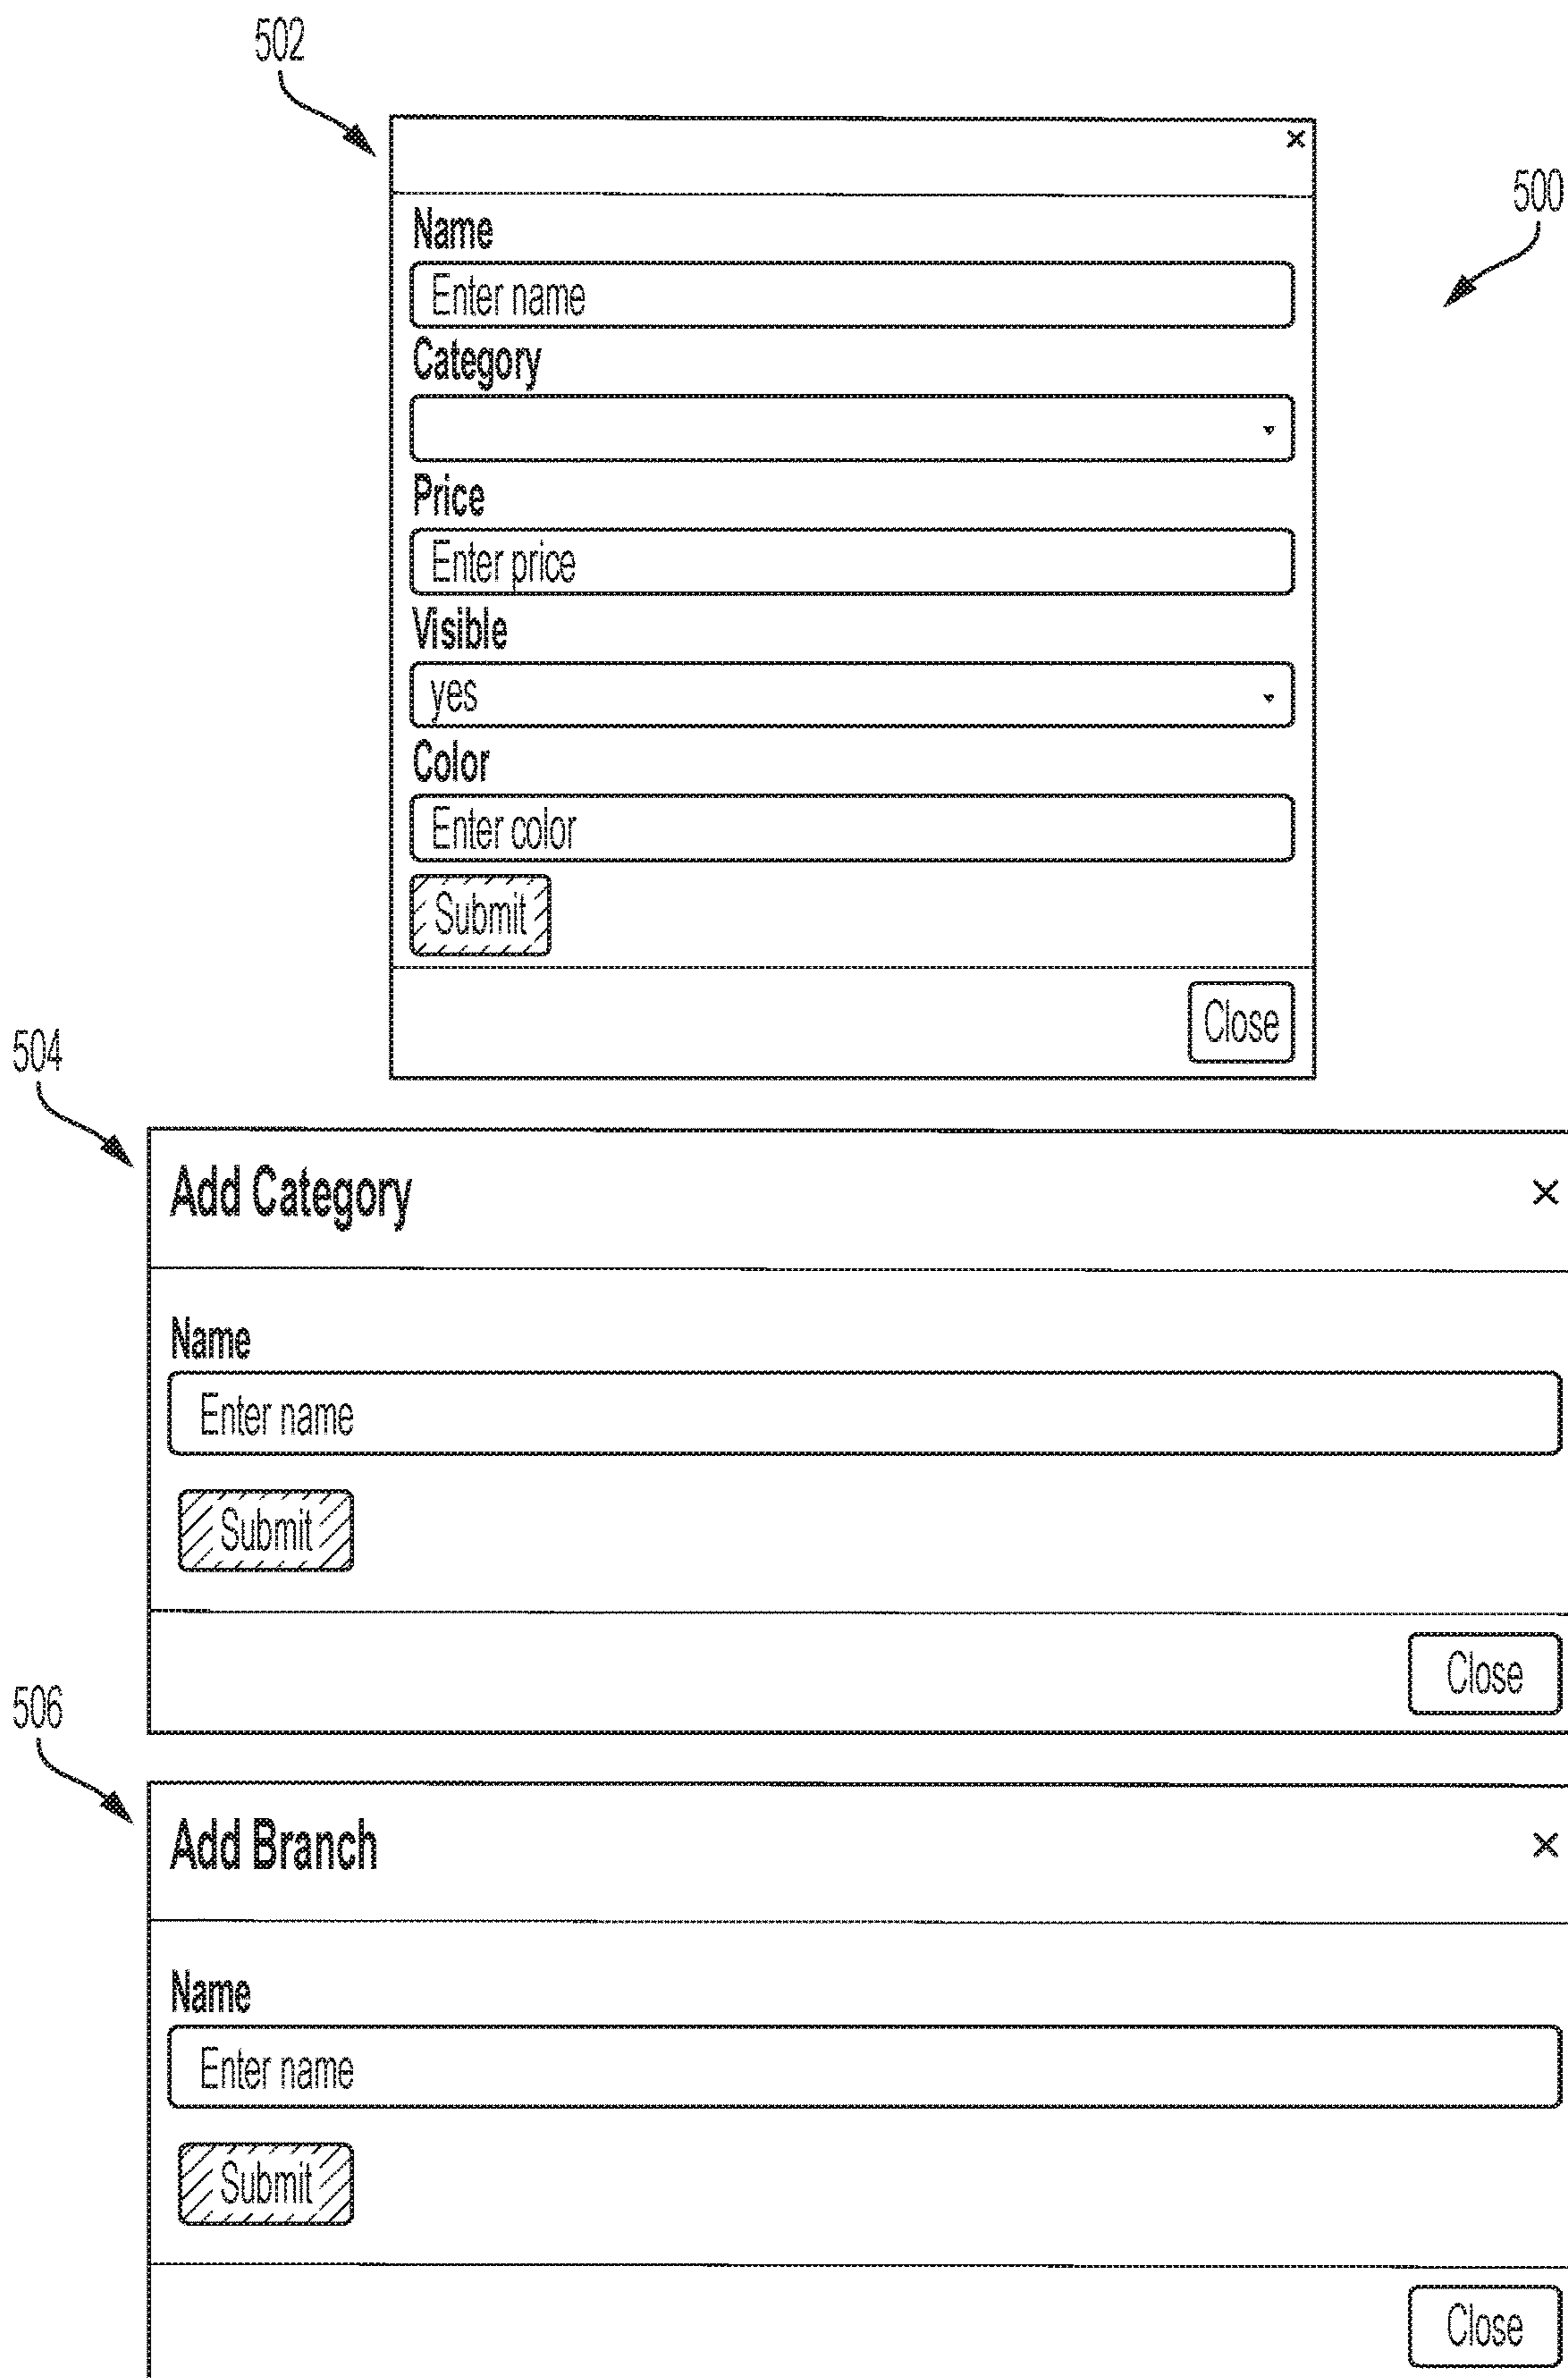 502
×
500
Name
Enter name
Category
Price
Enter price
Visible
yes
Color
Enter color
Submit
Close
504
Add Category ×
Name
Enter name
Submit
Close
506
Add Branch ×
Name
Enter name
Submit
Close